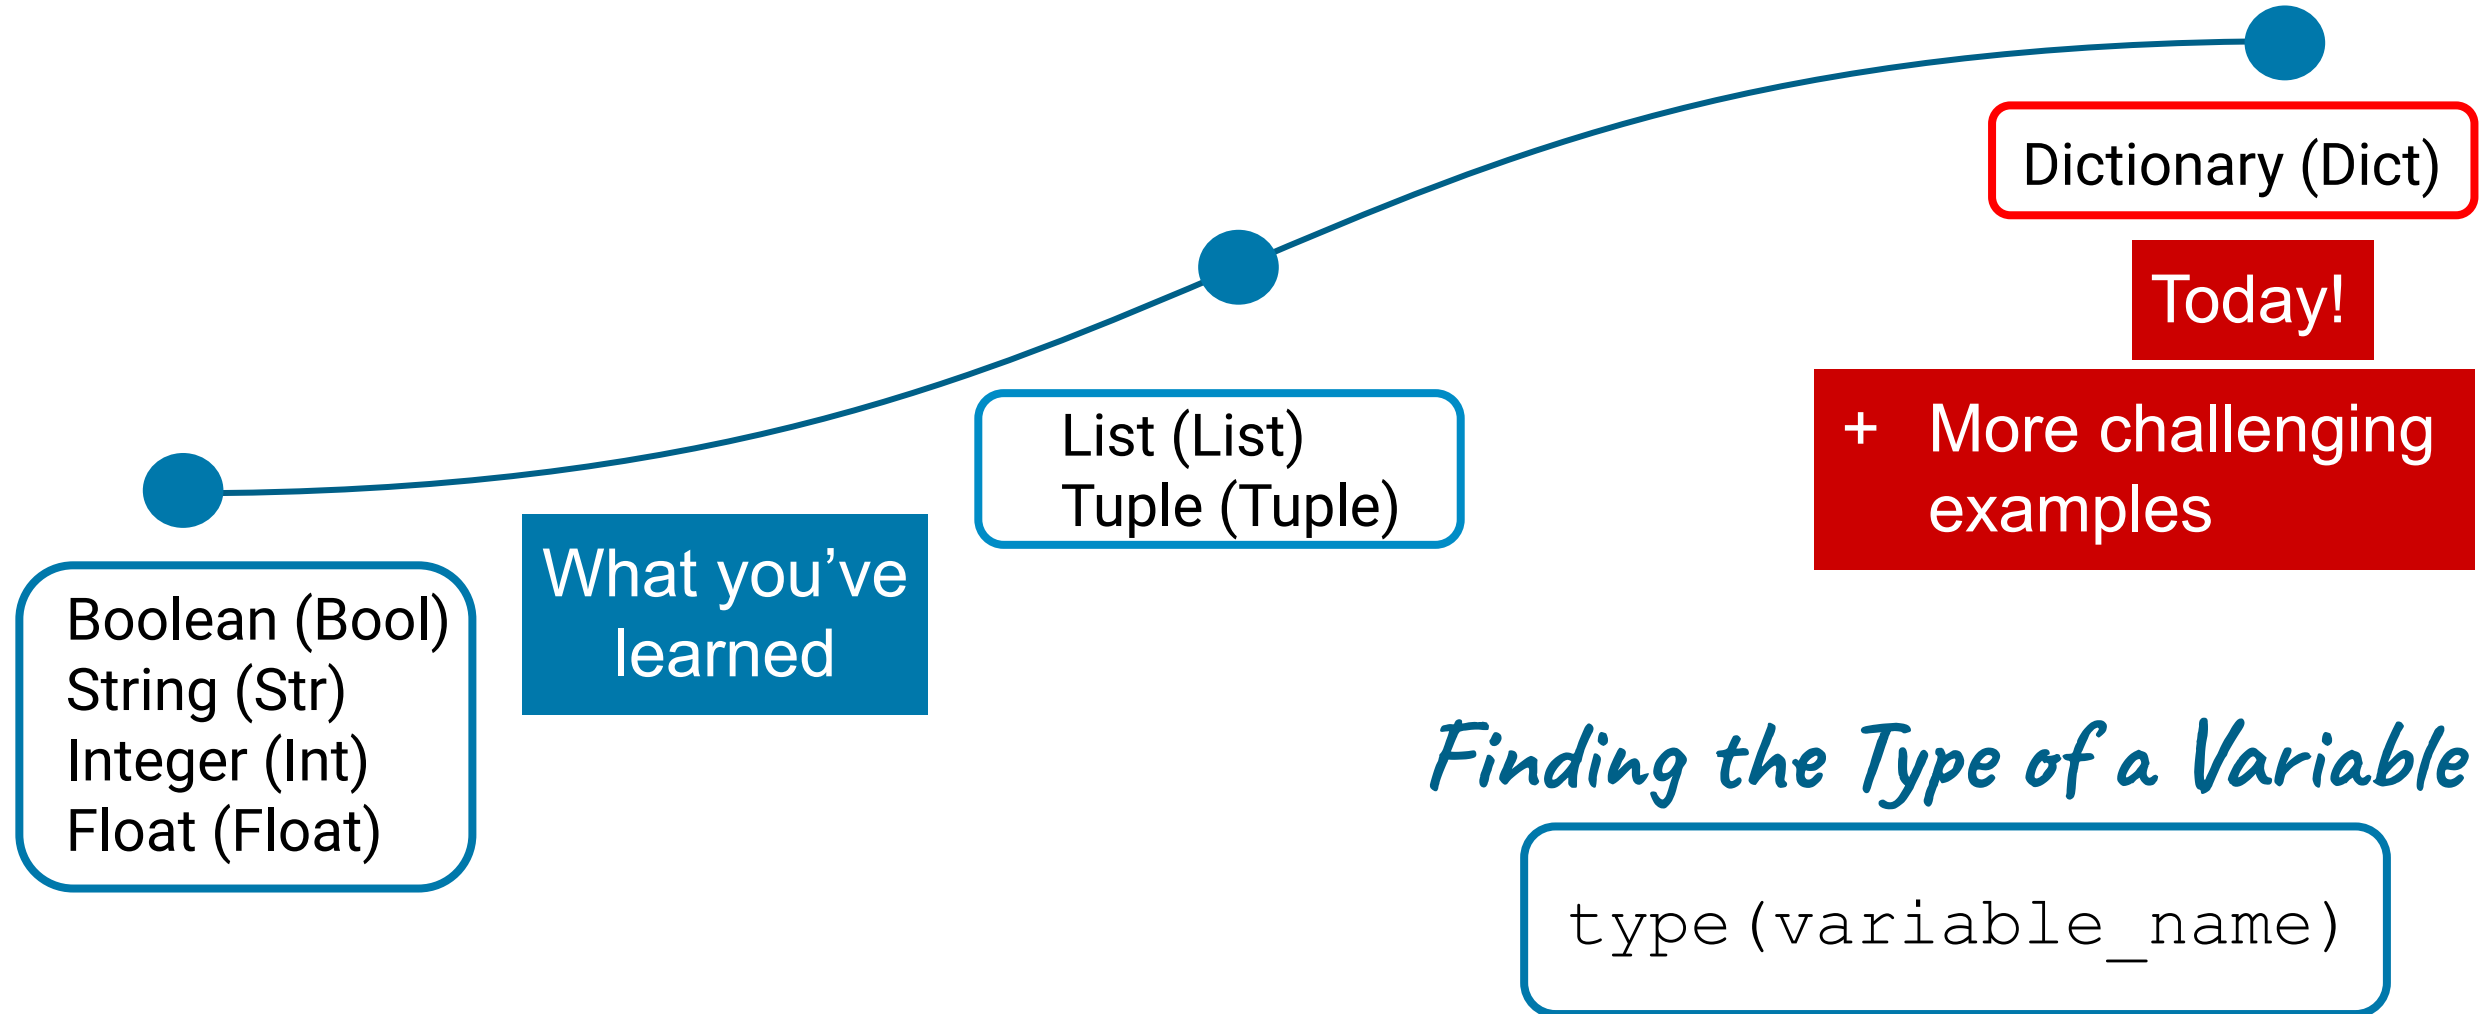 Boolean (Bool)
String (Str)
Integer (Int)
Float (Float)
What you’ve
learned
List (List)
Tuple (Tuple)
Dictionary (Dict)
Today!
+ More challenging
examples
Finding the Type of a Variable
type(variable_name)